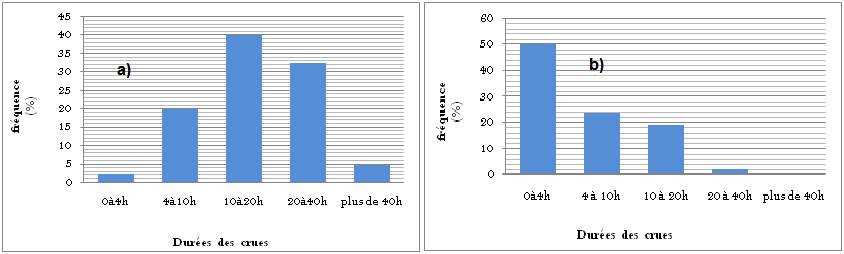 45
40
35
30
25
20
15
10
5
0
fréquence
(%)
a)
0à4h 4à10h 10à20h 20à40h plus de 40h
Durées des crues
60
50
40
30
20
10
0
fréquence
(%)
b)
0à4h 4à 10h 10 à 20h 20 à 40h plus de 40h
Durées des crues